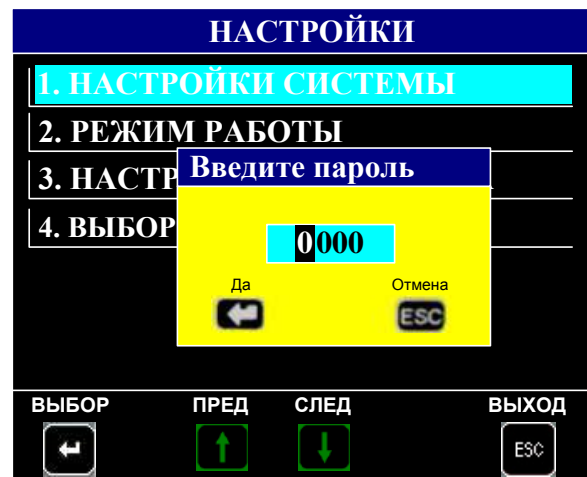 НАСТРОЙКИ
1. НАСТРОЙКИ СИСТЕМЫ
2. РЕЖИМ РАБОТЫ
3. НАСТР
Введите пароль
4. ВЫБОР
0000
Да Отмена
ESC
ВЫБОР ПРЕД СЛЕД ВЫХОД
ESC